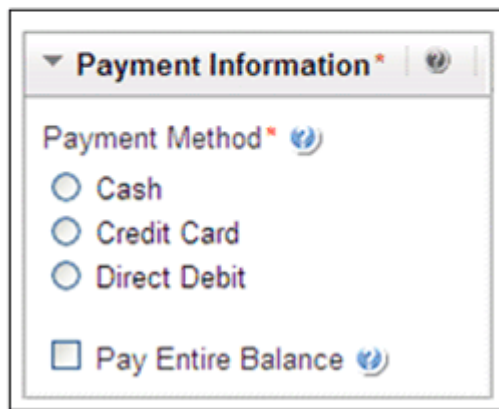 Payment Information*
Payment Method*
Cash
Credit Card
Direct Debit
Pay Entire Balance